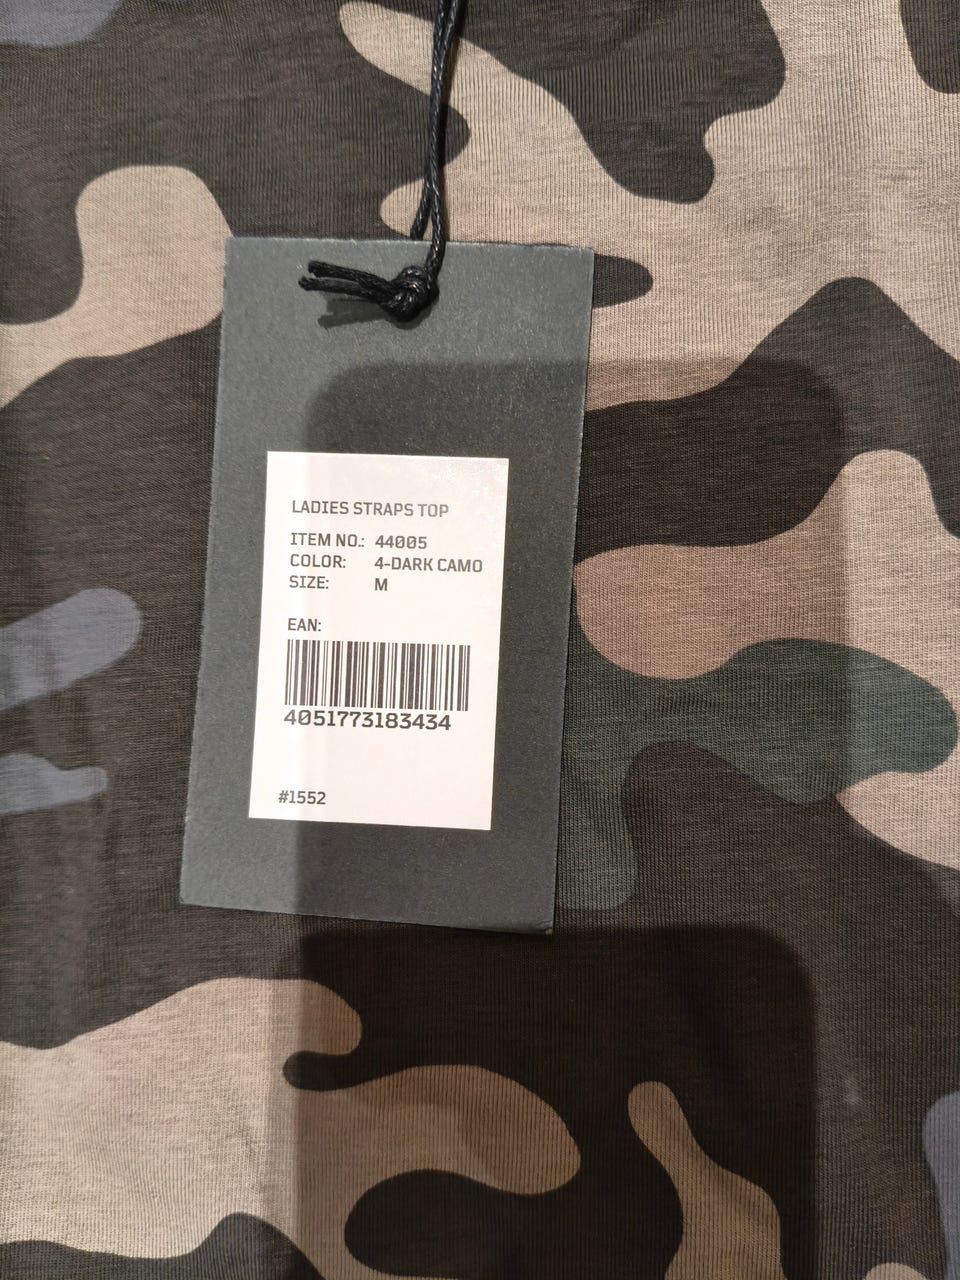 LADIES STRAPS TOP
ITEM NO.: 44005
COLOR: 4-DARK CAMO
SIZE: M
EAN:
4051773183434
#1552